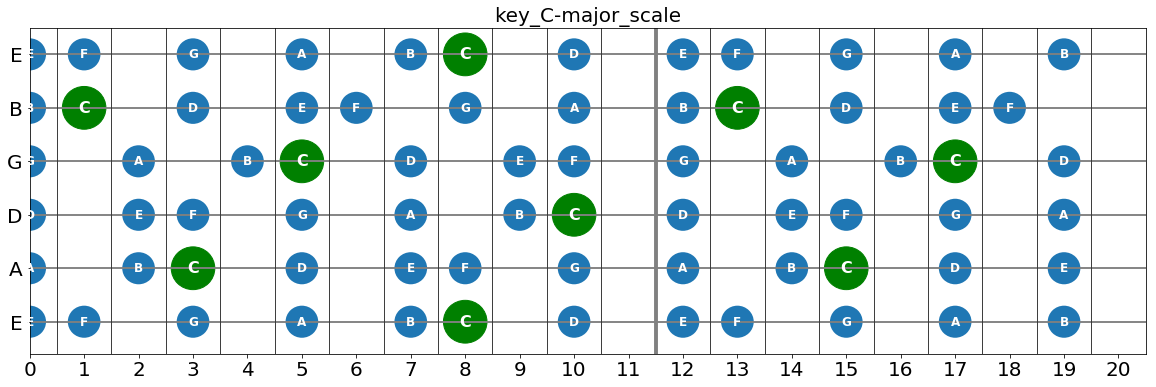 key_C-major_scale
E E F G A B C D E F G A B
B B C D E F G A B C D E F
G G A B C D E F G A B C D
D D E F G A B C D E F G A
A A B C D E F G A B C D E
E E F G A B C D E F G A B
0 1 2 3 4 5 6 7 8 9 10 11 12 13 14 15 16 17 18 19 20